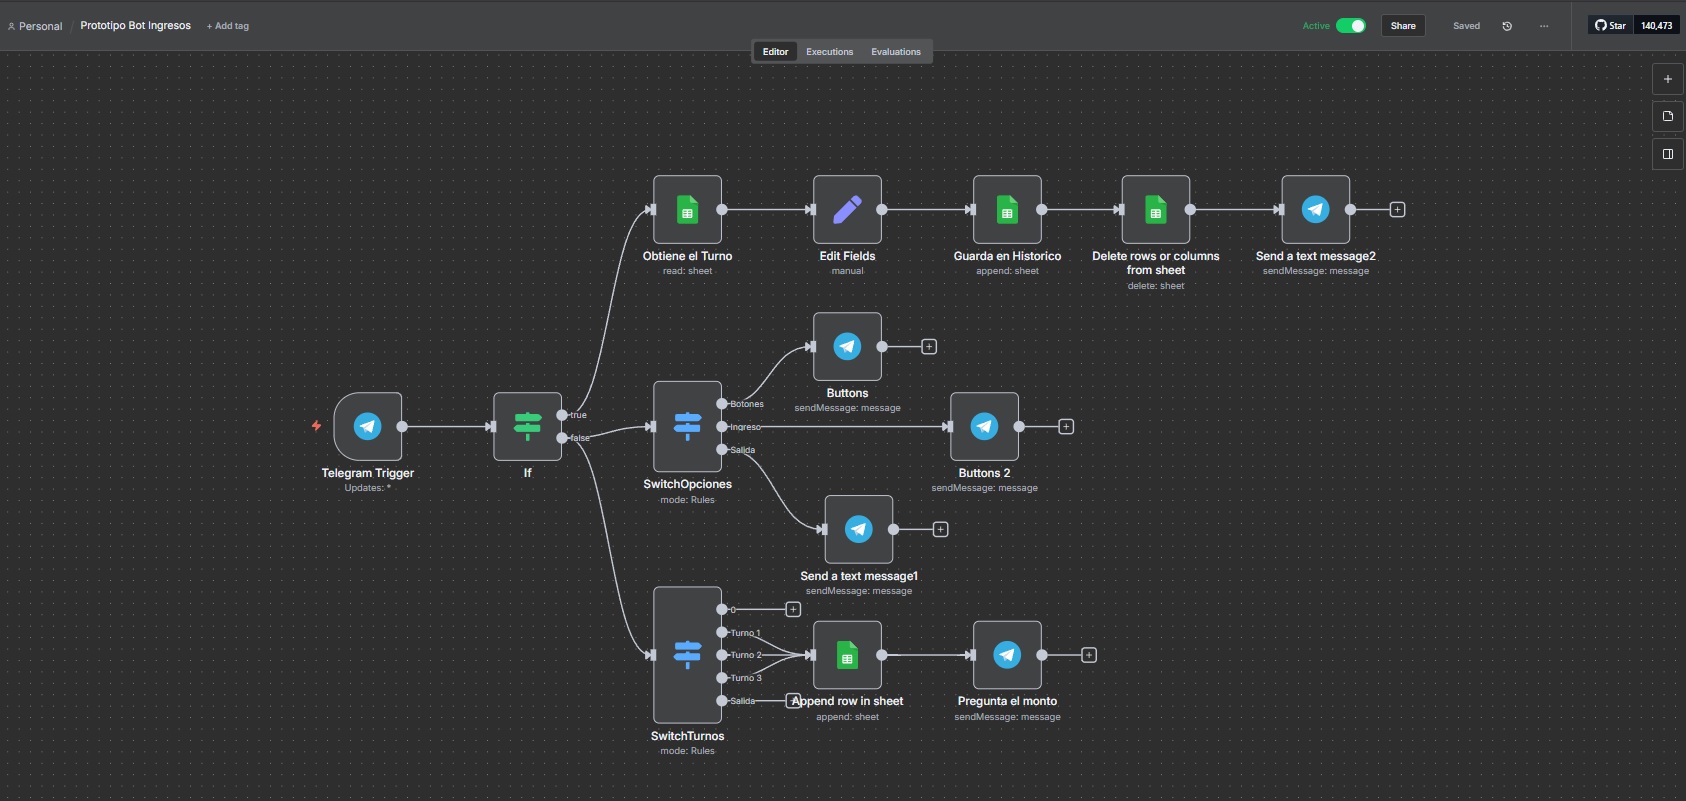 Personal / Prototipo Bot Ingresos + Add tag
Active Share Saved ... Star 140,473
Editor Executions Evaluations
Obtiene el Turno
read: sheet
Edit Fields
manual
Guarda en Historico
append: sheet
Delete rows or columns
from sheet
delete: sheet
Send a text message2
sendMessage: message
Buttons
sendMessage: message
Telegram Trigger
Updates: *
If
true
false
SwitchOpciones
mode: Rules
Botones
Ingreso
Salida
Buttons 2
sendMessage: message
Send a text message1
sendMessage: message
SwitchTurnos
mode: Rules
0
Turno 1
Turno 2
Turno 3
Salida
Append row in sheet
append: sheet
Pregunta el monto
sendMessage: message